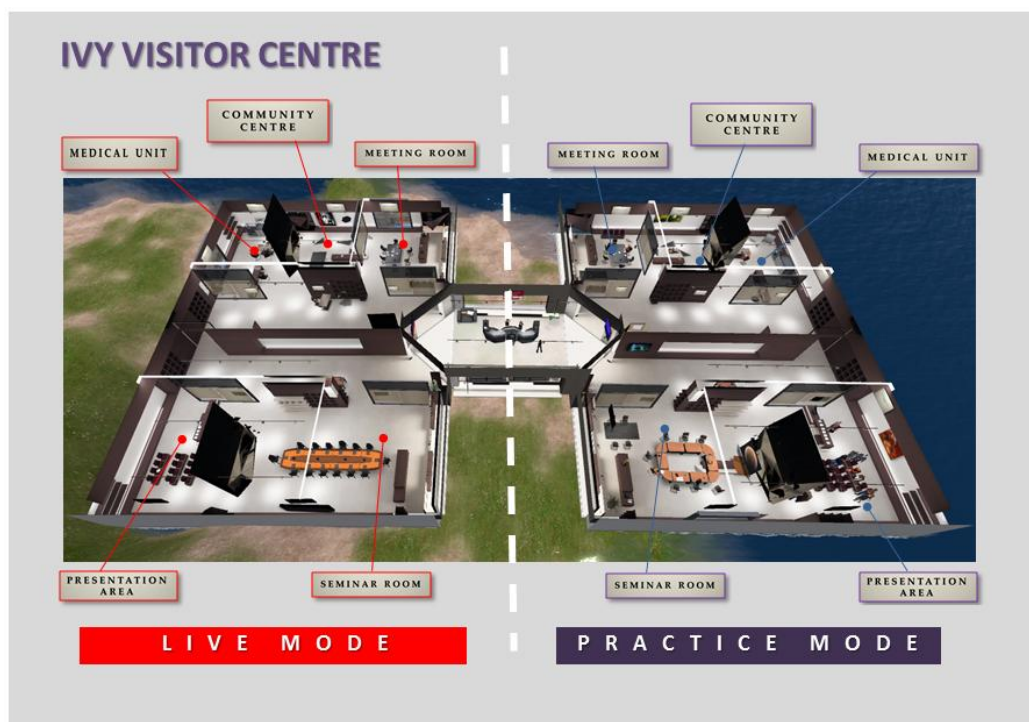 IVY VISITOR CENTRE
COMMUNITY
CENTRE
MEDICAL UNIT
MEETING ROOM
COMMUNITY
CENTRE
MEETING ROOM
MEDICAL UNIT
PRESENTATION
AREA
SEMINAR ROOM
SEMINAR ROOM
PRESENTATION
AREA
LIVE MODE
PRACTICE MODE